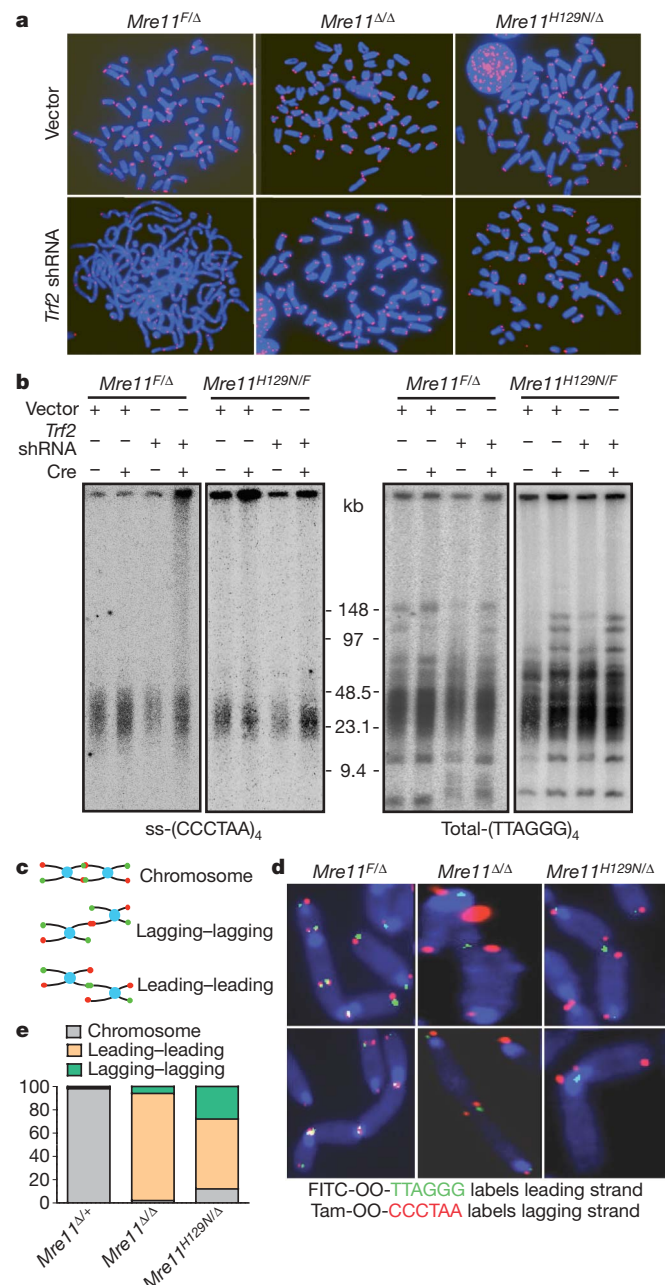 a
Mre11F/Δ Mre11Δ/Δ Mre11H129N/Δ
Vector
Trf2 shRNA
b
Mre11F/Δ Mre11H129N/F Mre11F/Δ Mre11H129N/F
Vector + + – – + + – – + + – – + + – –
Trf2 shRNA – – + + – – + + – – + + – – + +
Cre – + – + – + – + – + – + – + – +
kb
- 148 -
- 97 -
- 48.5 -
- 23.1 -
- 9.4 -
ss-(CCCTAA)4 Total-(TTAGGG)4
c
Chromosome
Lagging–lagging
Leading–leading
d
Mre11F/Δ Mre11Δ/Δ Mre11H129N/Δ
FITC-OO-TTAGGG labels leading strand
Tam-OO-CCCTAA labels lagging strand
e
Chromosome
Leading–leading
Lagging–lagging
100
80
60
40
20
0
Mre11Δ/+ Mre11Δ/Δ Mre11H129N/Δ